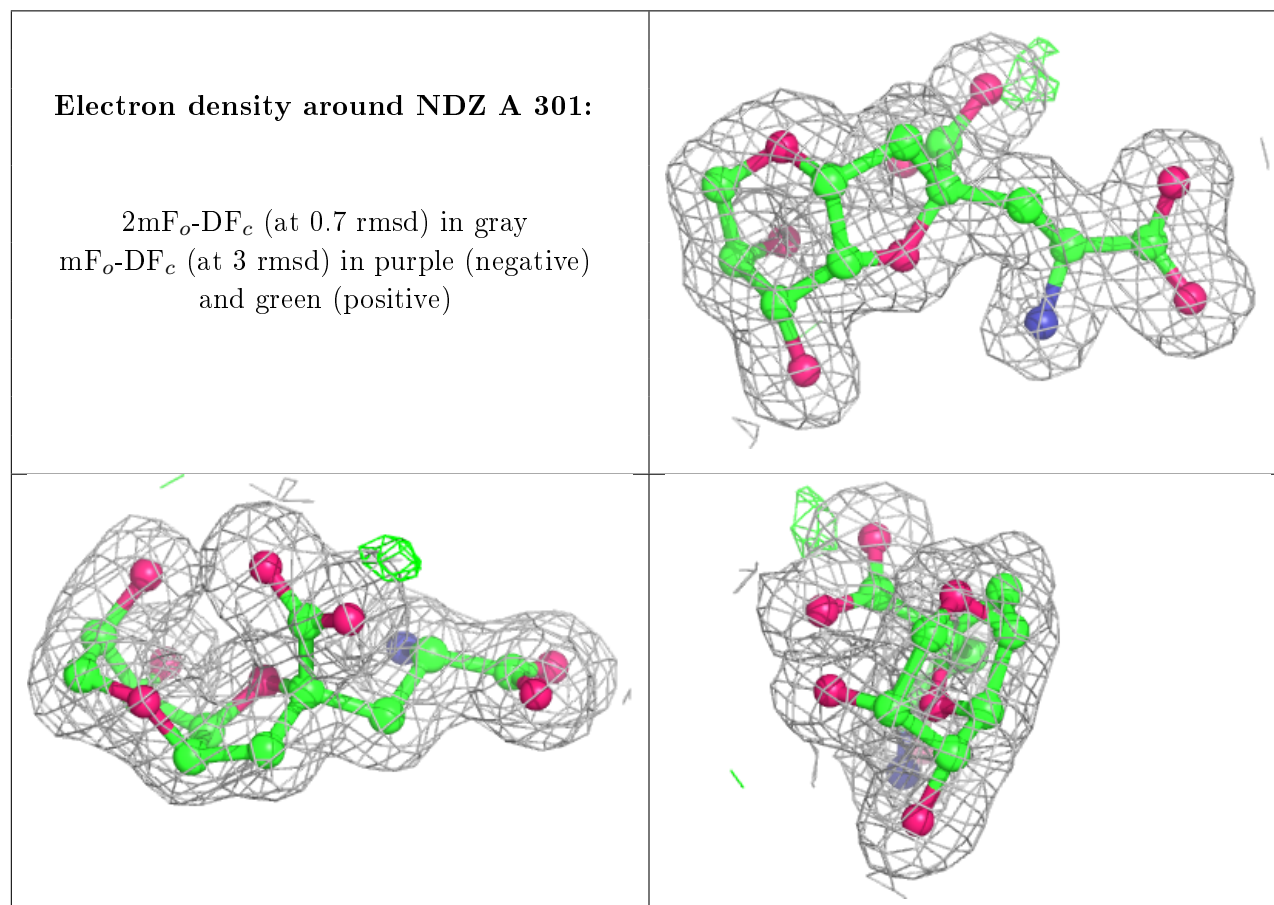 Electron density around NDZ A 301:
2mFo-DFc (at 0.7 rmsd) in gray
mFo-DFc (at 3 rmsd) in purple (negative)
and green (positive)